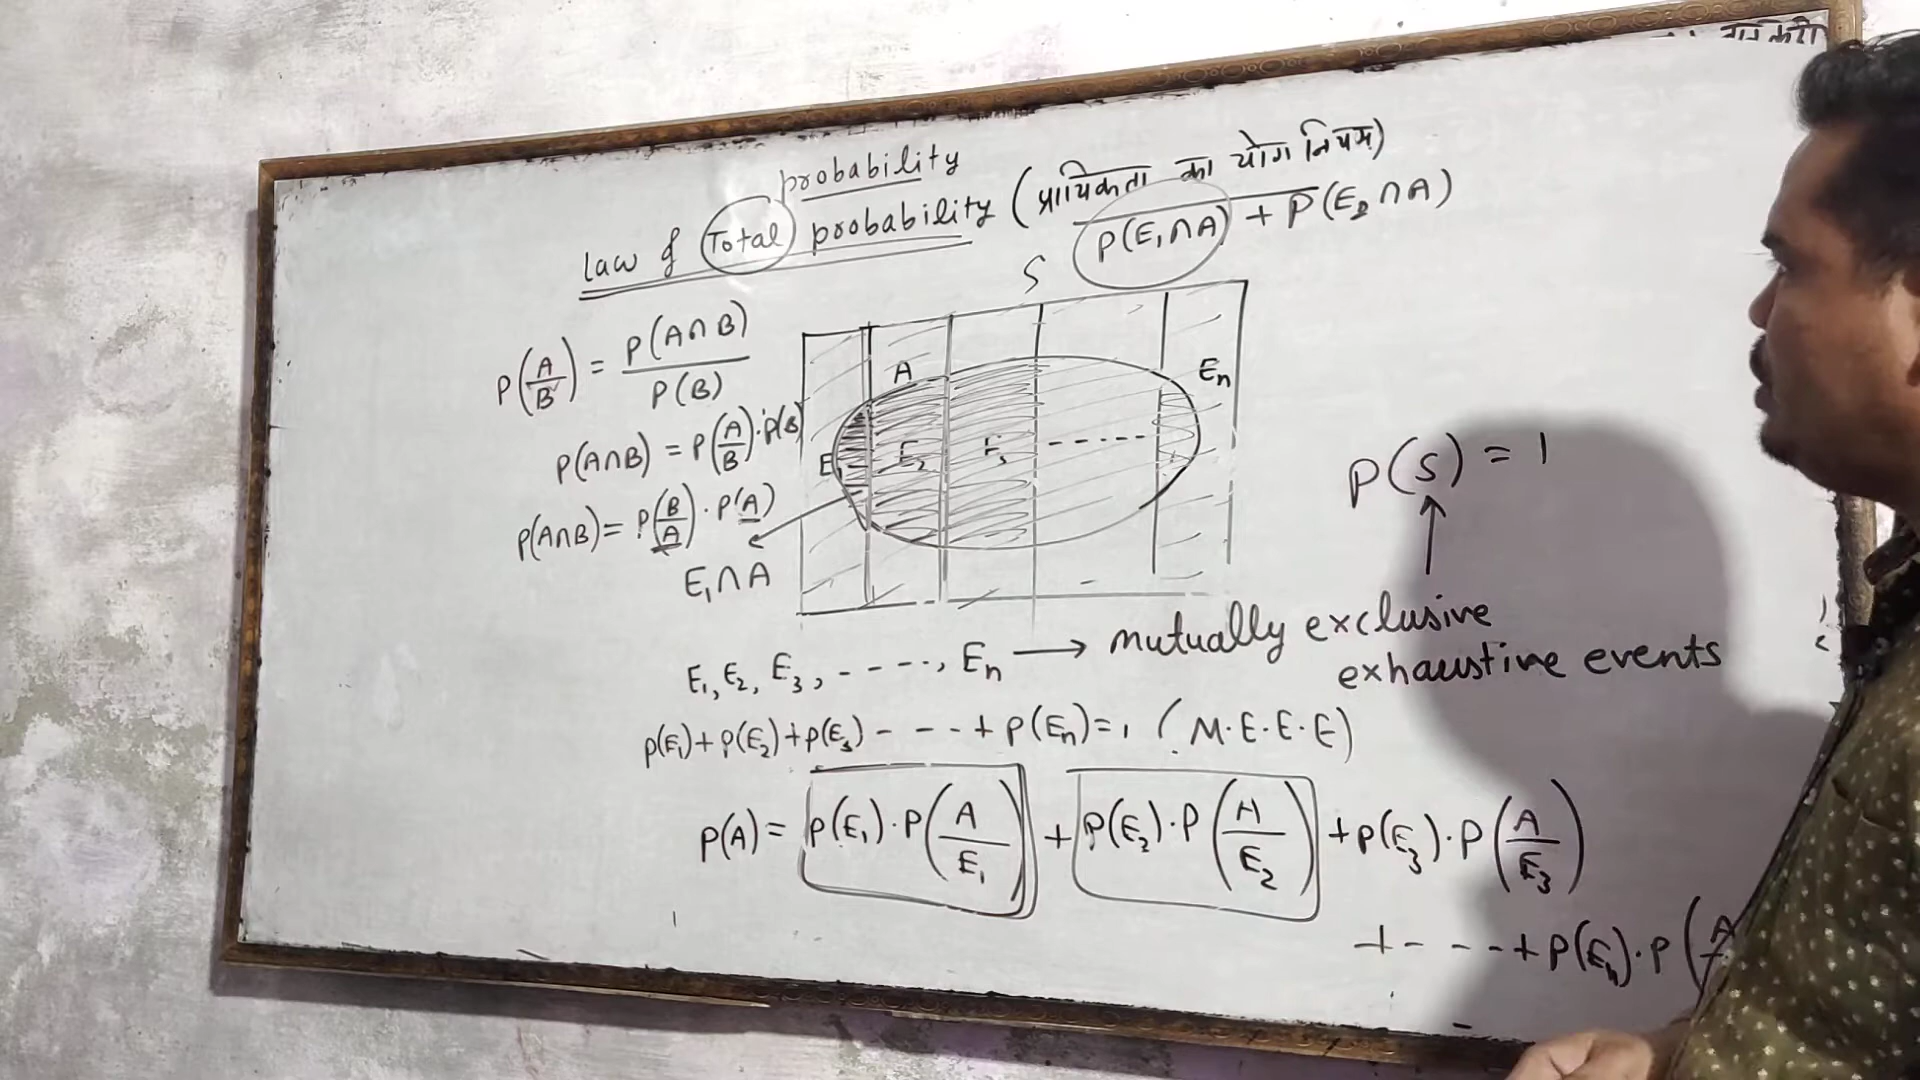 probability
Law of Total probability (प्रायिकता का योग नियम)
P(E₁∩A) + P(E₂∩A)
S
P(A/B) = P(A∩B)/P(B)
P(A∩B) = P(A/B)·P(B)
P(A∩B) = P(B/A)·P(A)
A
Eₙ
E₁ E₂ E₃ -----
E₁∩A
P(S) = 1
E₁, E₂, E₃, ----, Eₙ → mutually exclusive
exhaustive events
P(E₁)+P(E₂)+P(E₃) - - - + P(Eₙ)=1 (M.E.E.E)
P(A) = P(E₁)·P(A/E₁) + P(E₂)·P(A/E₂) + P(E₃)·P(A/E₃)
+ - - - + P(Eₙ)·P(A